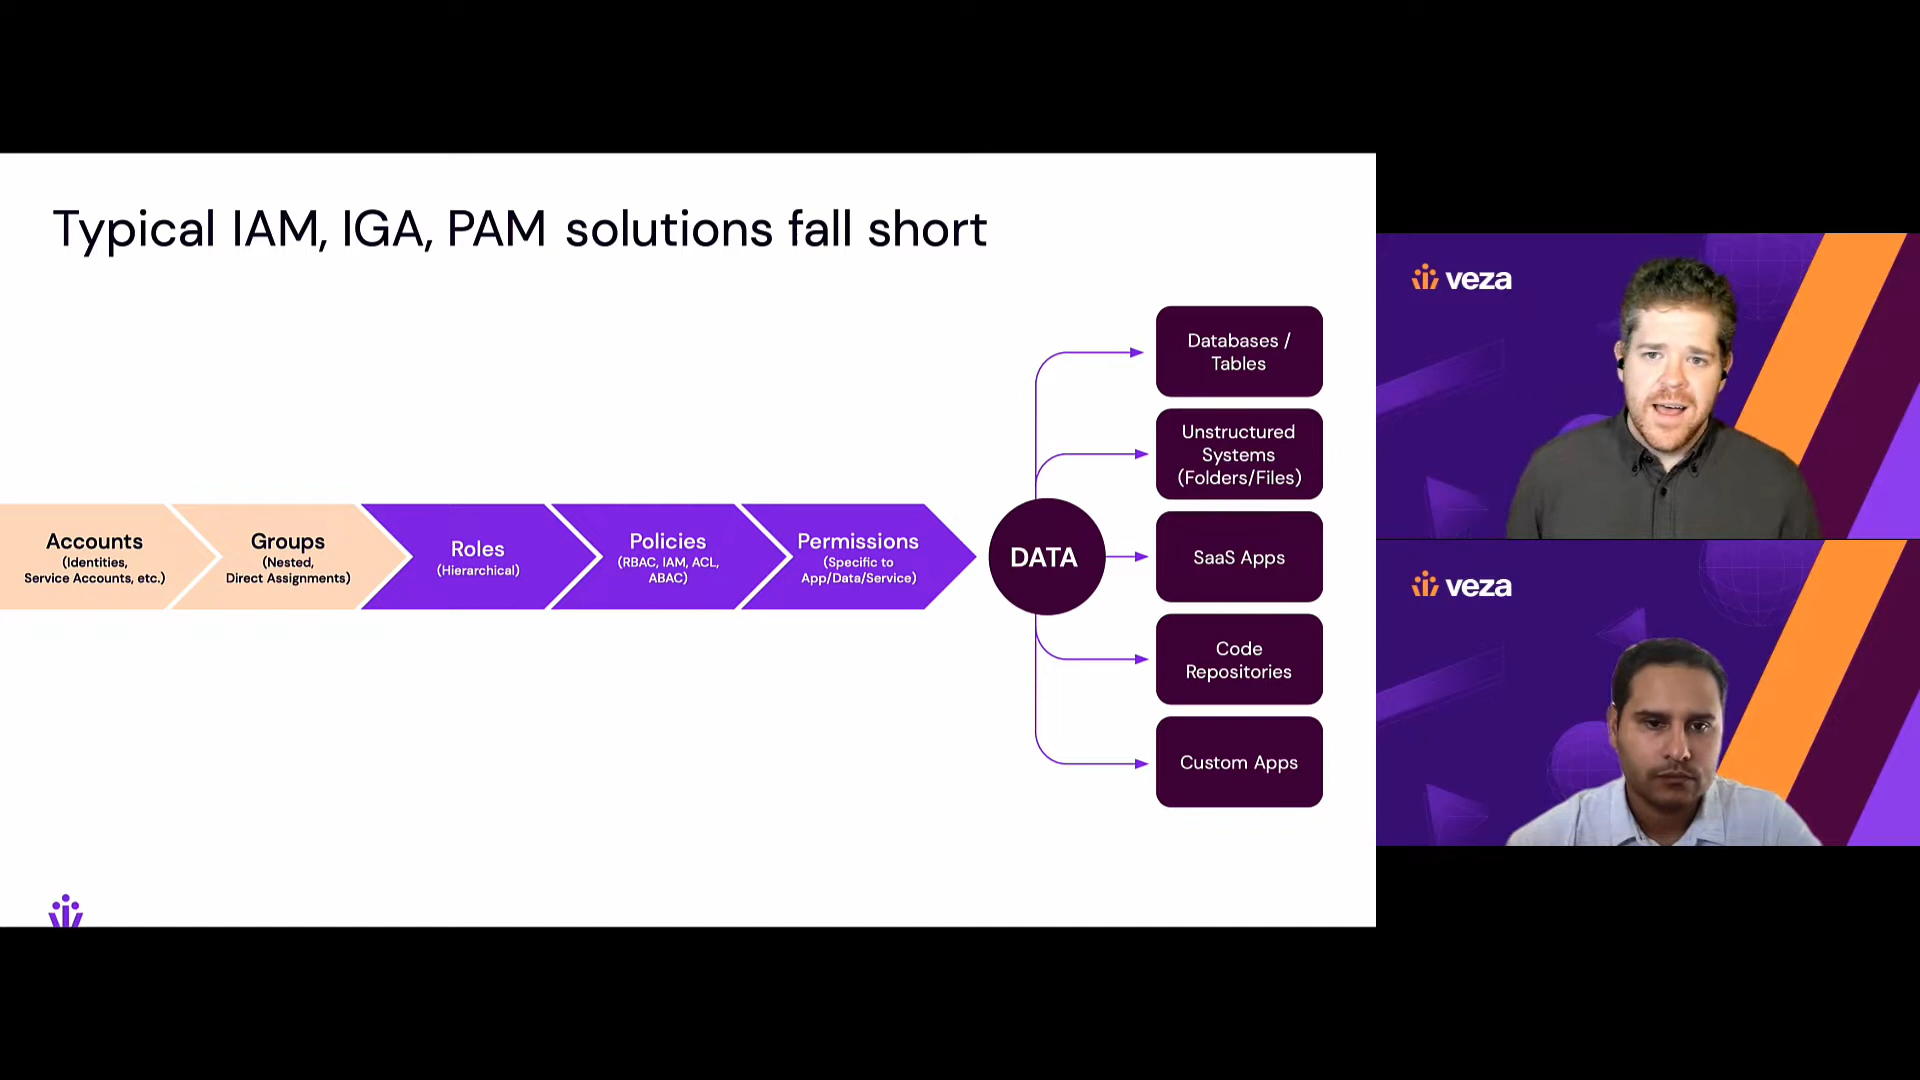 Typical IAM, IGA, PAM solutions fall short
Accounts
(Identities,
Service Accounts, etc.)
Groups
(Nested,
Direct Assignments)
Roles
(Hierarchical)
Policies
(RBAC, IAM, ACL,
ABAC)
Permissions
(Specific to
App/Data/Service)
DATA
Databases /
Tables
Unstructured
Systems
(Folders/Files)
SaaS Apps
Code
Repositories
Custom Apps
veza
veza